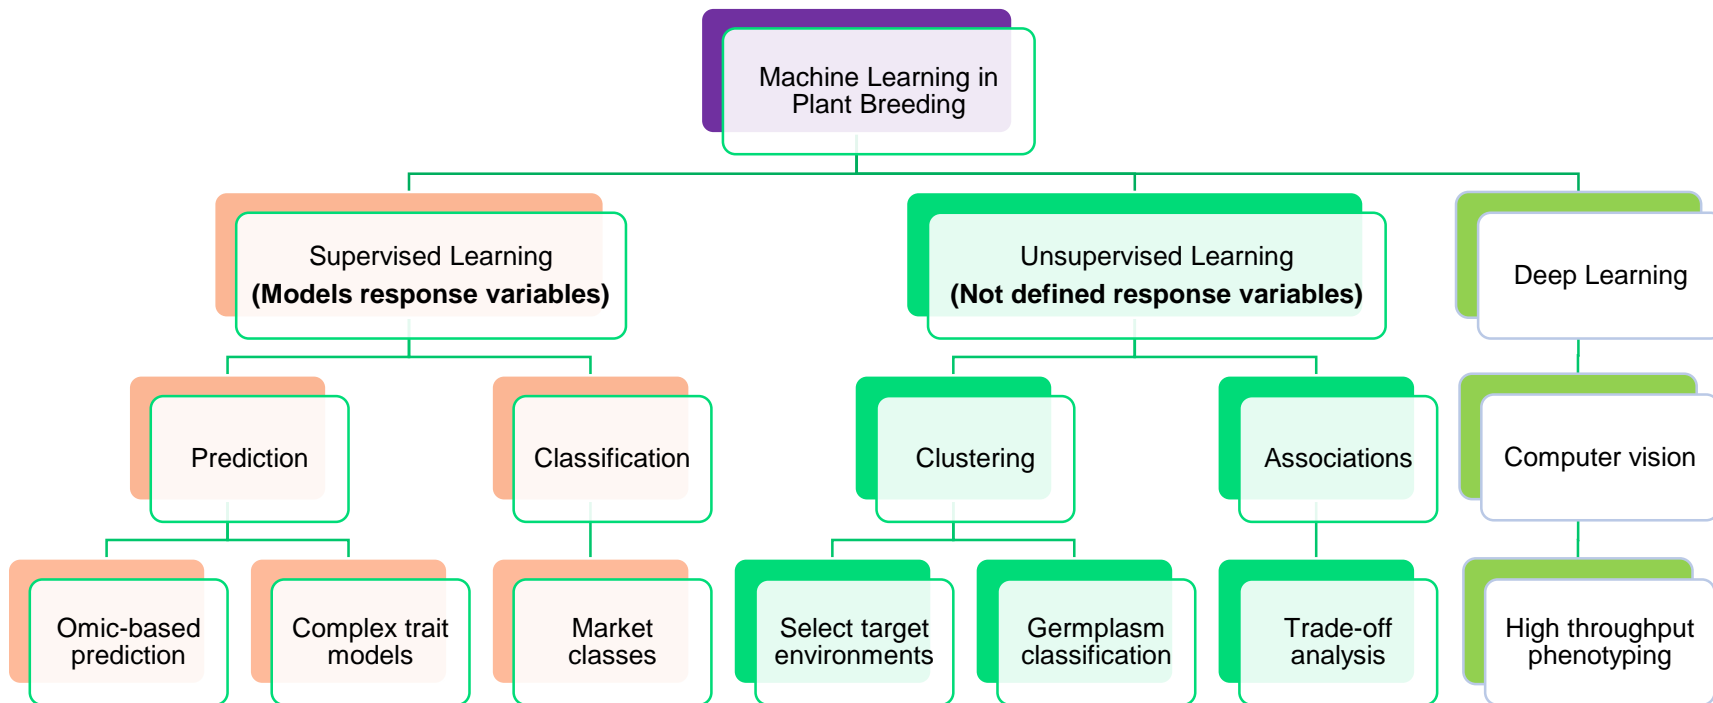 Machine Learning in
Plant Breeding
Supervised Learning
(Models response variables)
Unsupervised Learning
(Not defined response variables)
Deep Learning
Prediction
Classification
Clustering
Associations
Computer vision
Omic-based
prediction
Complex trait
models
Market
classes
Select target
environments
Germplasm
classification
Trade-off
analysis
High throughput
phenotyping